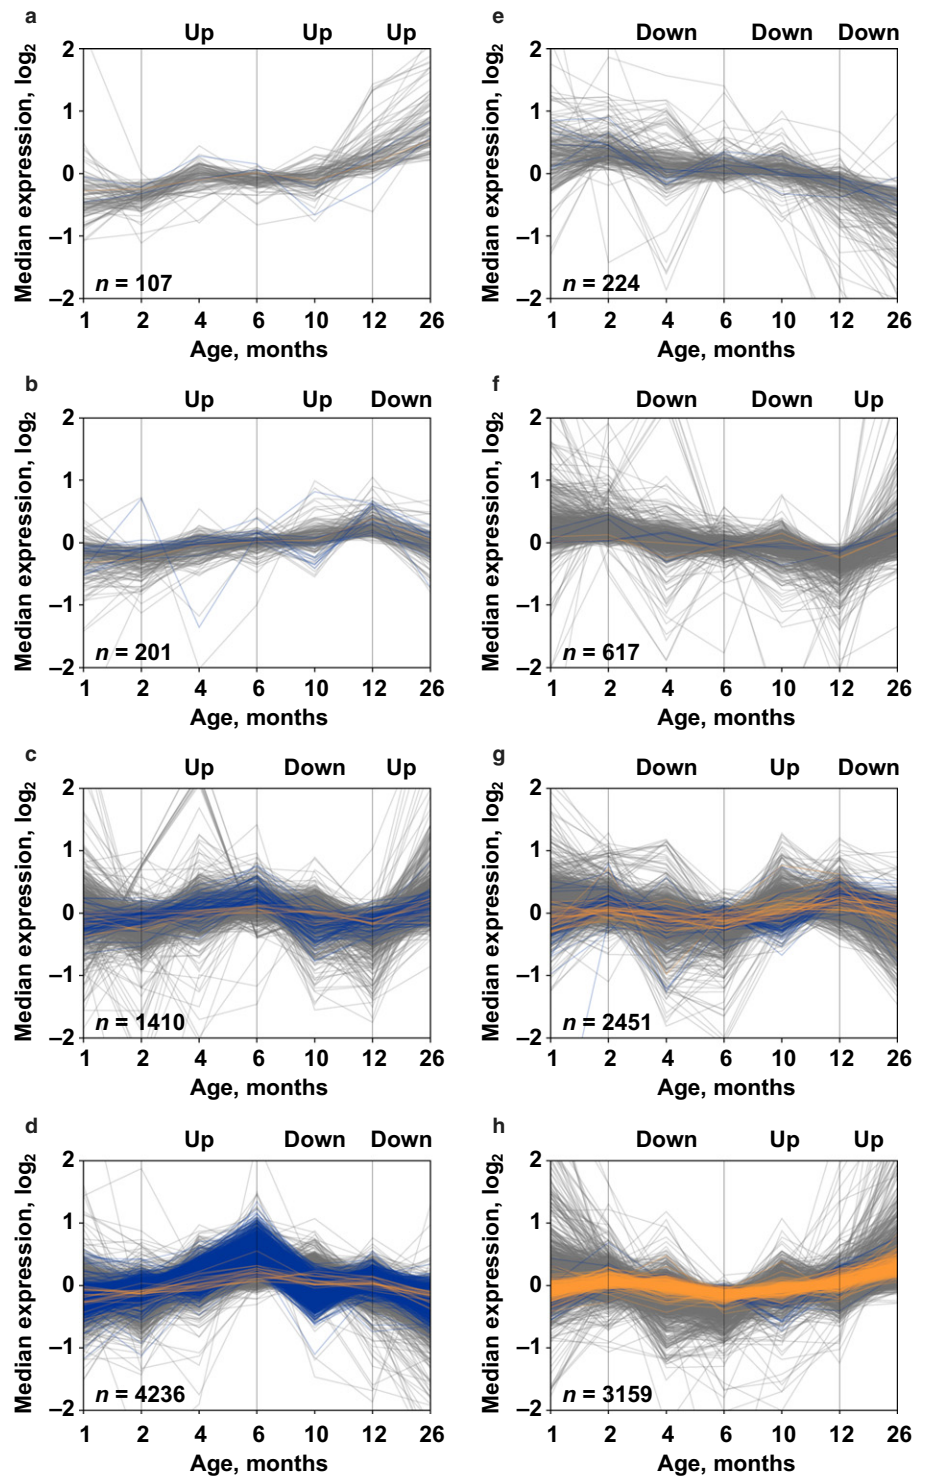 a
Up Up Up
Median expression, log2
2
1
0
–1
–2
n = 107
1 2 4 6 10 12 26
Age, months
b
Up Up Down
Median expression, log2
2
1
0
–1
–2
n = 201
1 2 4 6 10 12 26
Age, months
c
Up Down Up
Median expression, log2
2
1
0
–1
–2
n = 1410
1 2 4 6 10 12 26
Age, months
d
Up Down Down
Median expression, log2
2
1
0
–1
–2
n = 4236
1 2 4 6 10 12 26
Age, months
e
Down Down Down
Median expression, log2
2
1
0
–1
–2
n = 224
1 2 4 6 10 12 26
Age, months
f
Down Down Up
Median expression, log2
2
1
0
–1
–2
n = 617
1 2 4 6 10 12 26
Age, months
g
Down Up Down
Median expression, log2
2
1
0
–1
–2
n = 2451
1 2 4 6 10 12 26
Age, months
h
Down Up Up
Median expression, log2
2
1
0
–1
–2
n = 3159
1 2 4 6 10 12 26
Age, months